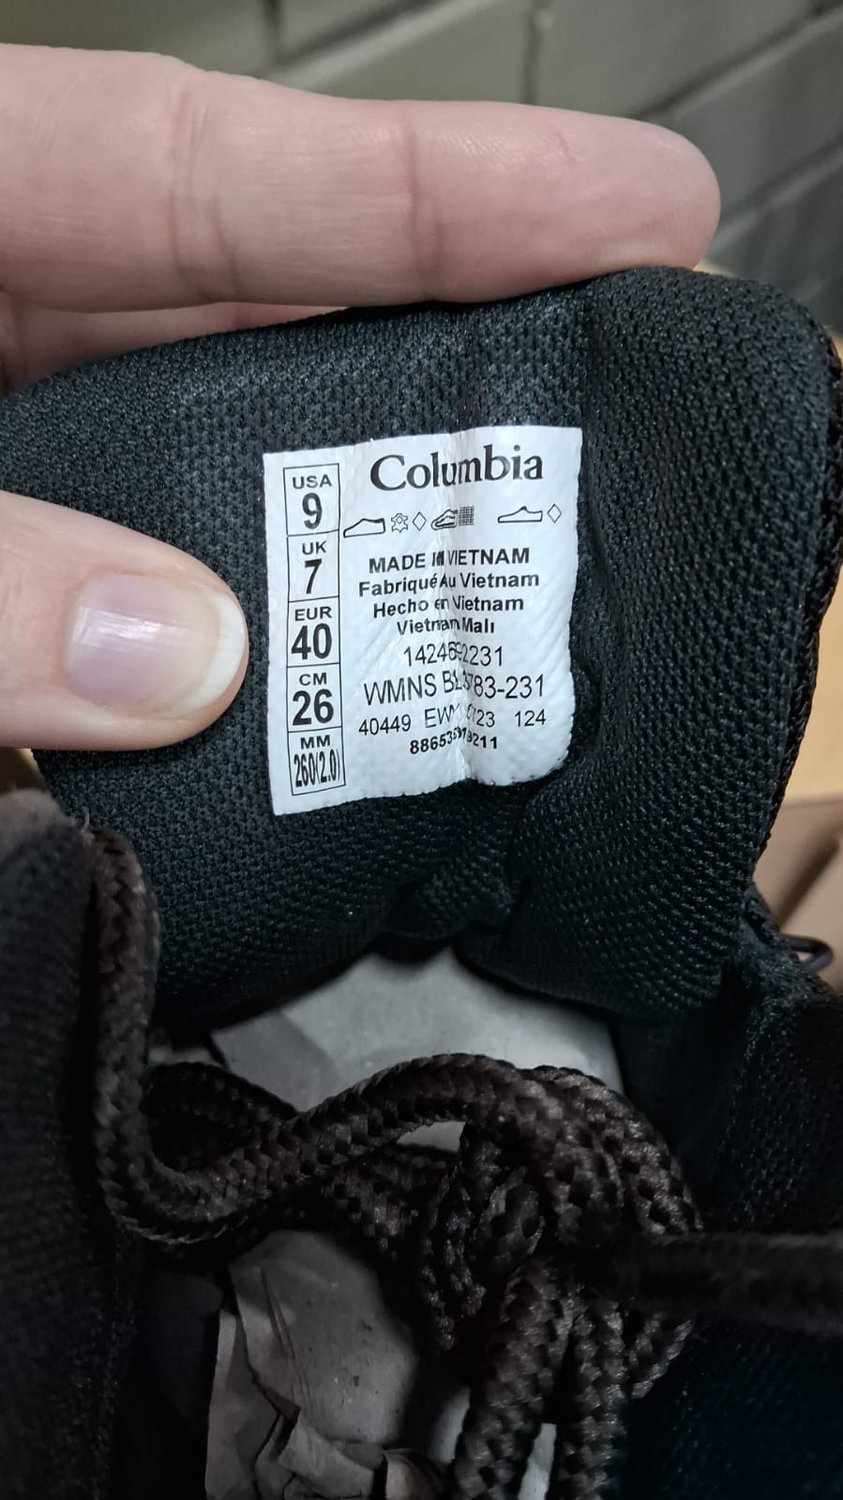 Columbia
USA
9
UK
7
EUR
40
CM
26
MM
260(2.0)
MADE IN VIETNAM
Fabriqué Au Vietnam
Hecho en Vietnam
Vietnam Malı
WMNS
40449 124